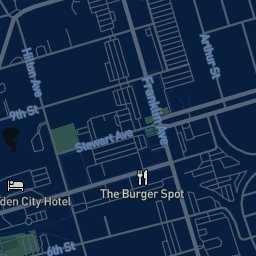 Hilton Ave
Arthur St
Franklin Ave
9th St
Stewart Ave
The Burger Spot
den City Hotel
6th St